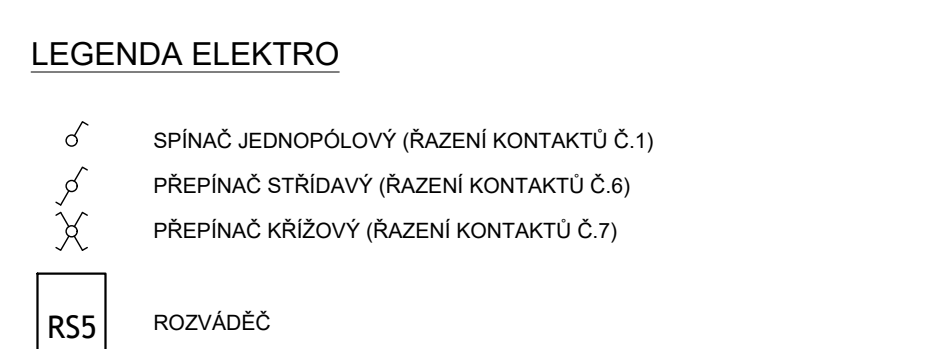 LEGENDA ELEKTRO
SPÍNAČ JEDNOPÓLOVÝ (ŘAZENÍ KONTAKTŮ Č.1)
PŘEPÍNAČ STŘÍDAVÝ (ŘAZENÍ KONTAKTŮ Č.6)
PŘEPÍNAČ KŘÍŽOVÝ (ŘAZENÍ KONTAKTŮ Č.7)
RS5 ROZVÁDĚČ